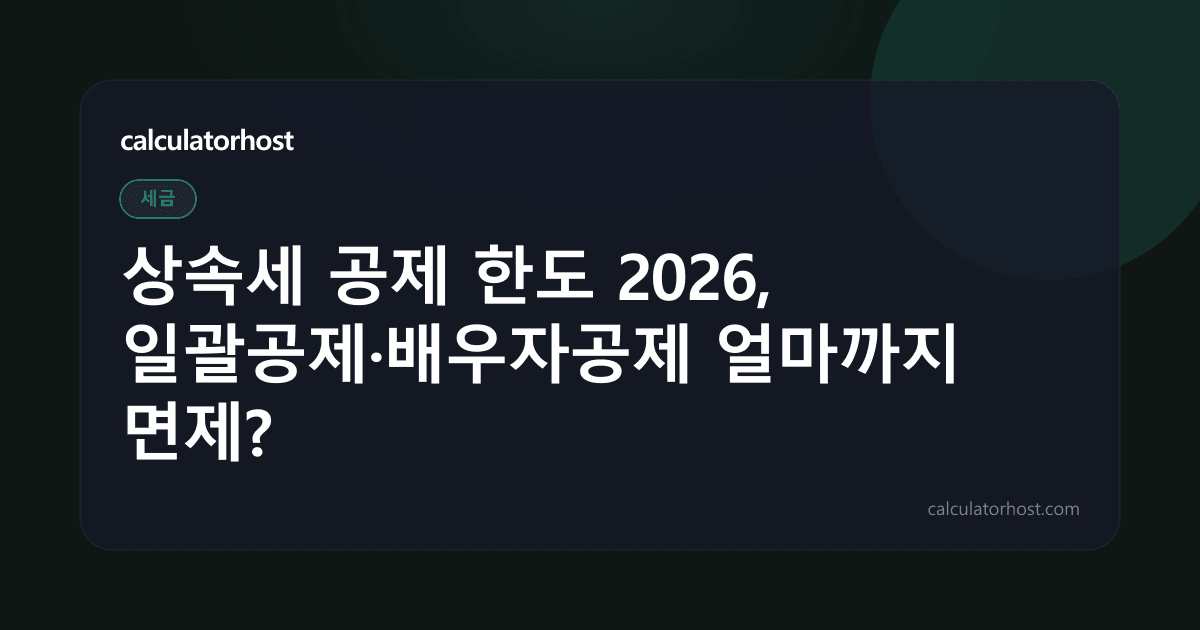 calculatorhost
세금
상속세 공제 한도 2026,
일괄공제·배우자공제 얼마까지
면제?
calculatorhost.com